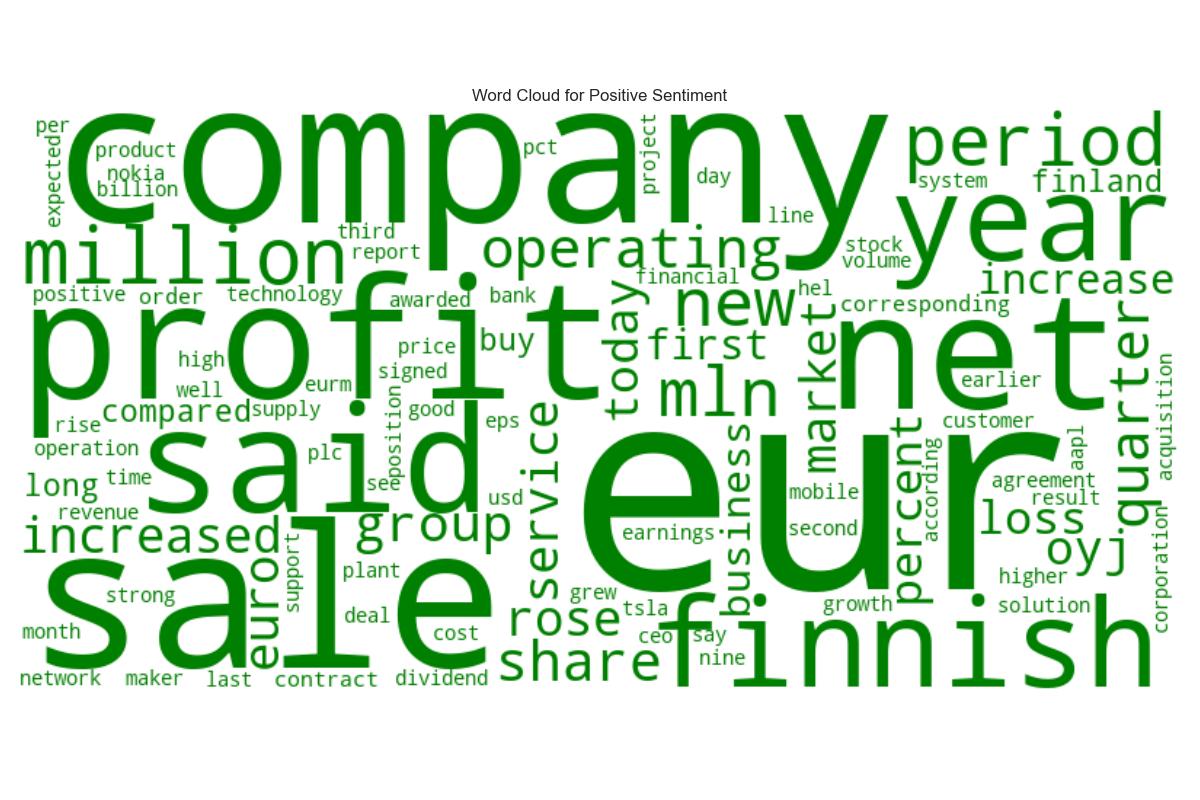 Word Cloud for Positive Sentiment
company
per
expected
product
nokia
billion
pct
project
day
period
system
finland
year
line
million
third
report
operating
stock
volume
increase
financial
positive
order
technology
awarded
bank
new
hel
corresponding
profit
today
buy
first
market
net
quarter
high
price
signed
well
eurm
mln
earlier
acquisition
rise
compared
supply
position
good
eps
customer
said
operation
plc
service
business
eur
percent
according
aapl
long
time
see
usd
mobile
agreement
result
revenue
increased
support
group
earnings
second
loss
corporation
oyj
sale
euro
plant
higher
strong
grew
rose
tsla
growth
solution
deal
month
cost
ceo
say
finnish
share
nine
network
maker
last
contract
dividend